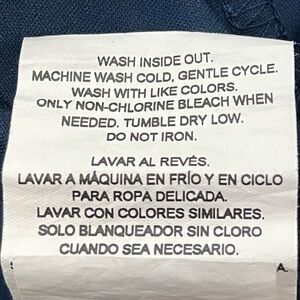 WASH INSIDE OUT.
MACHINE WASH COLD, GENTLE CYCLE.
WASH WITH LIKE COLORS.
ONLY NON-CHLORINE BLEACH WHEN
NEEDED. TUMBLE DRY LOW.
DO NOT IRON.
LAVAR AL REVÉS.
LAVAR A MÁQUINA EN FRÍO Y EN CICLO
PARA ROPA DELICADA.
LAVAR CON COLORES SIMILARES.
SOLO BLANQUEADOR SIN CLORO
CUANDO SEA NECESARIO.
A.